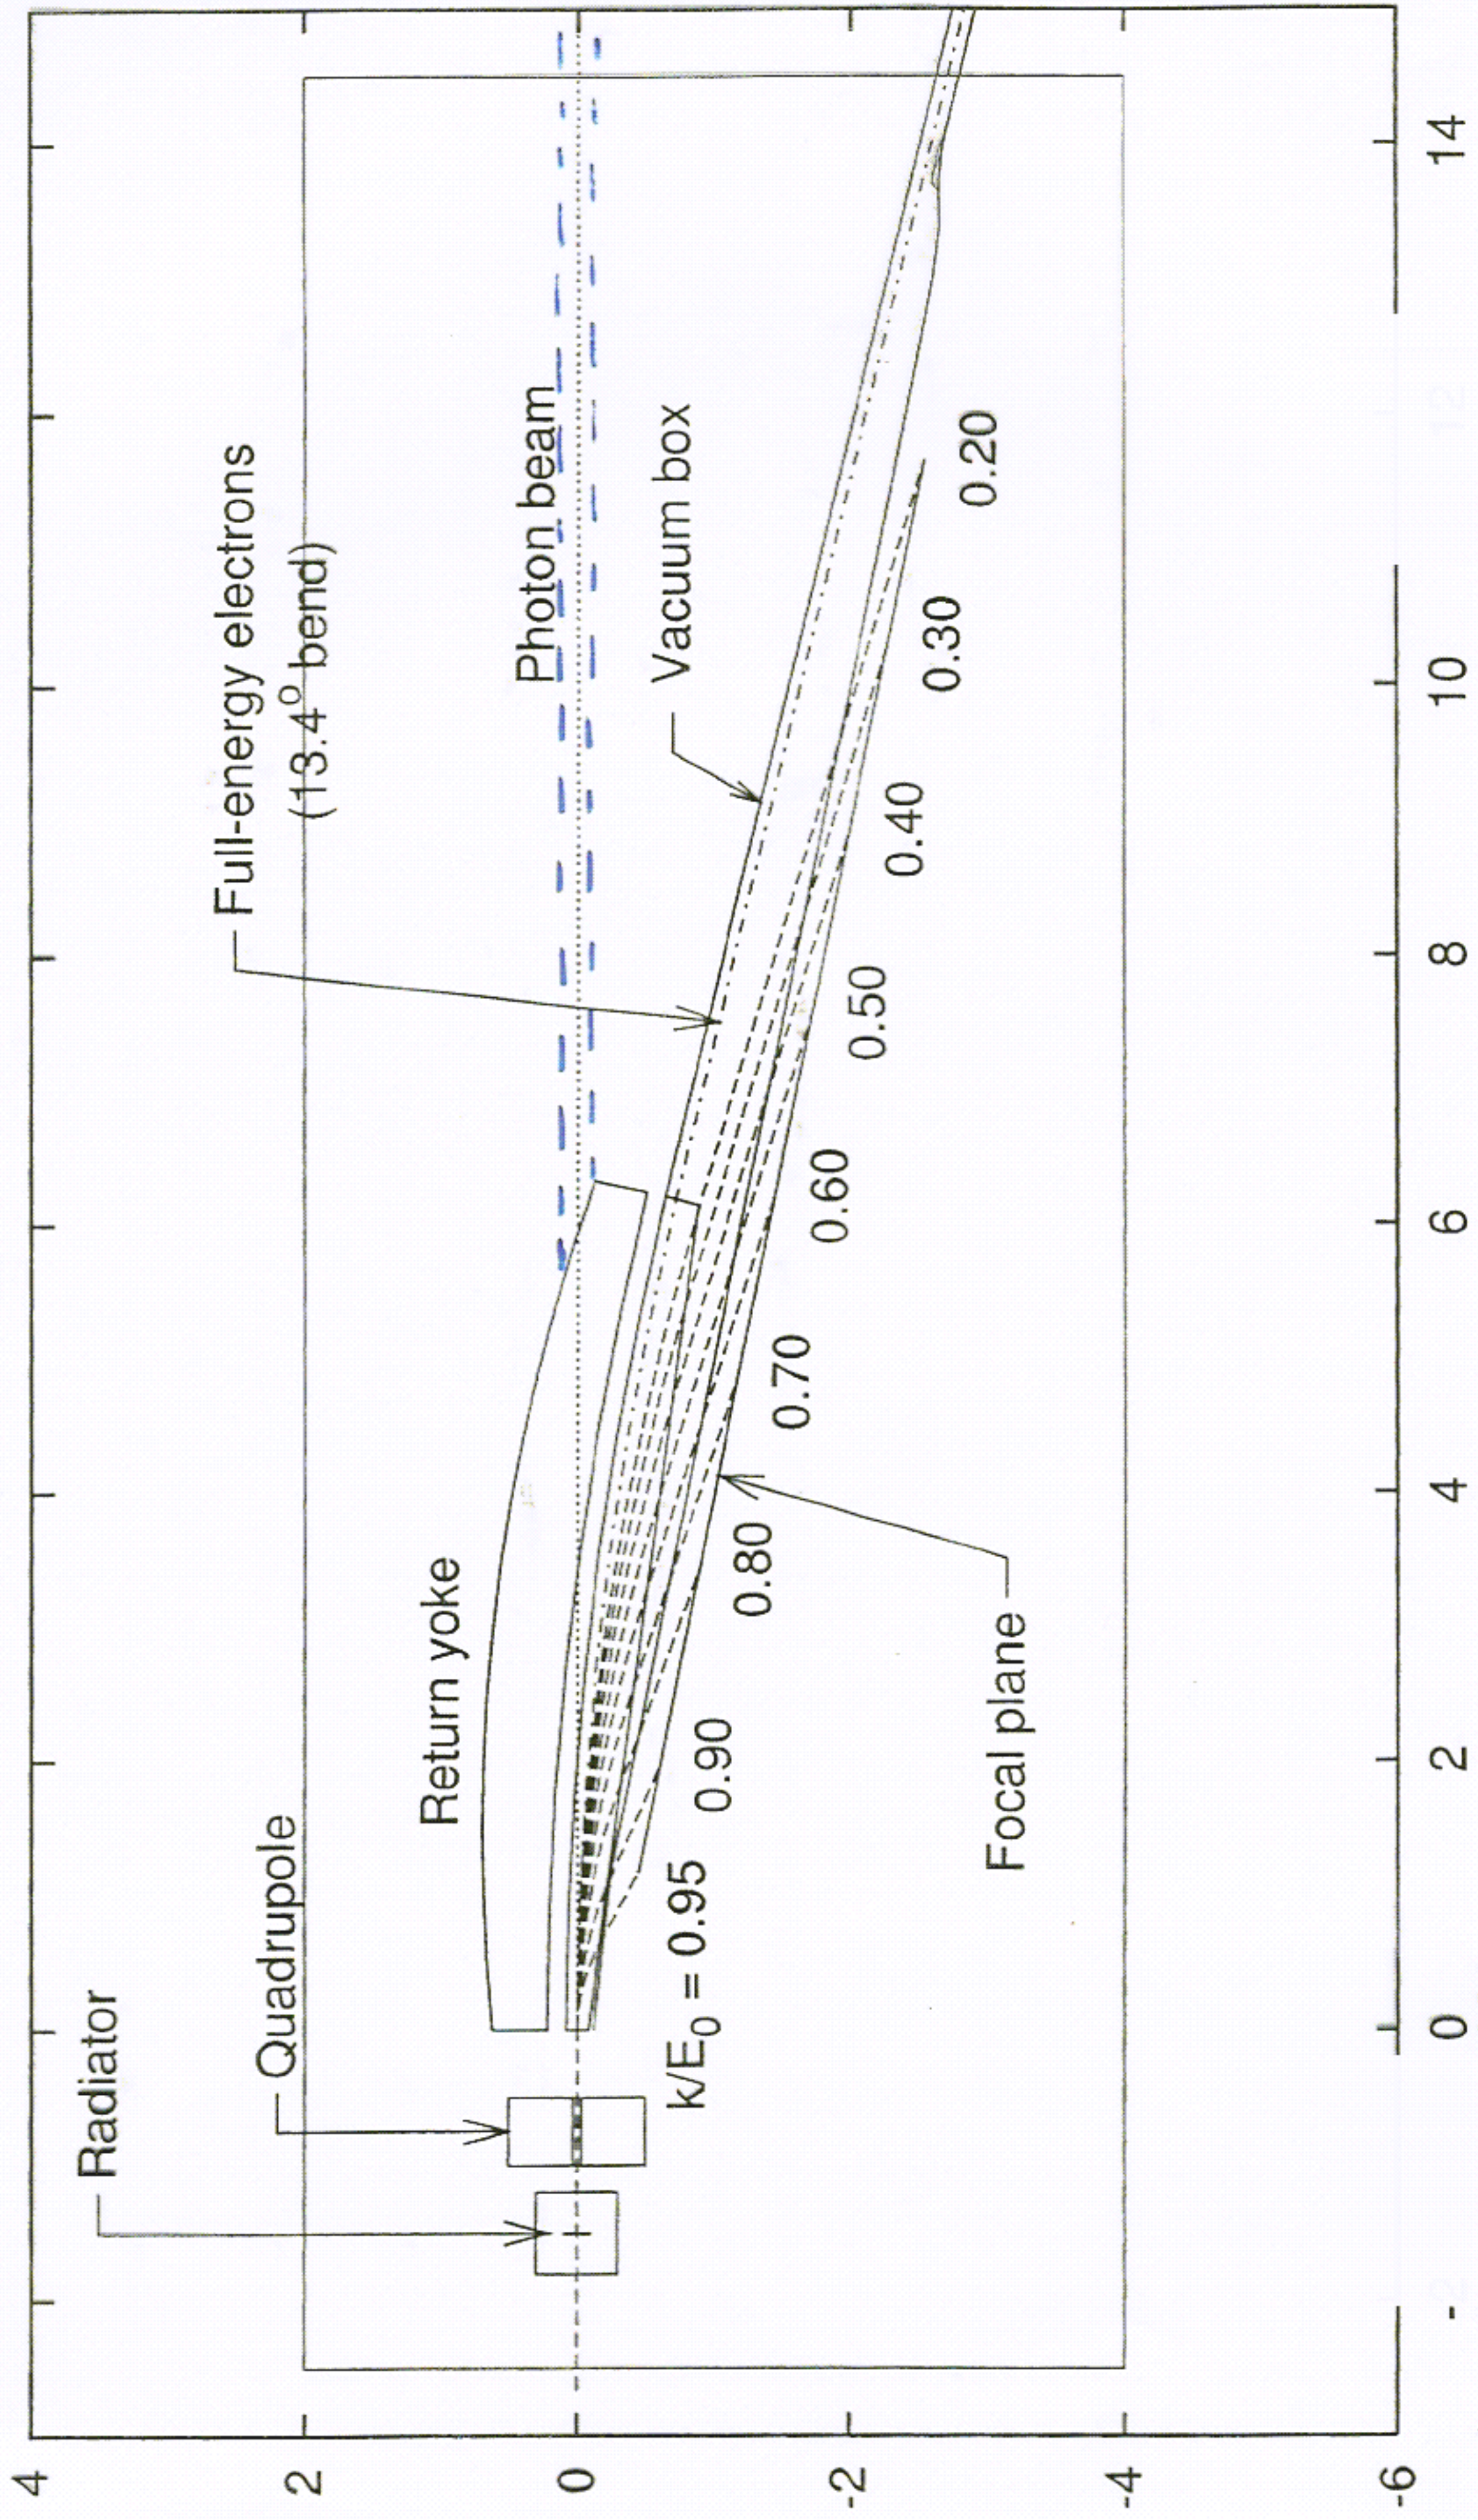 Radiator
Quadrupole
Full-energy electrons
(13.4° bend)
Return yoke
Photon beam
Vacuum box
k/E0 = 0.95
0.90
0.80
0.70
0.60
0.50
0.40
0.30
0.20
Focal plane
4
2
0
-2
-4
-6
-
0
2
4
6
8
10
14